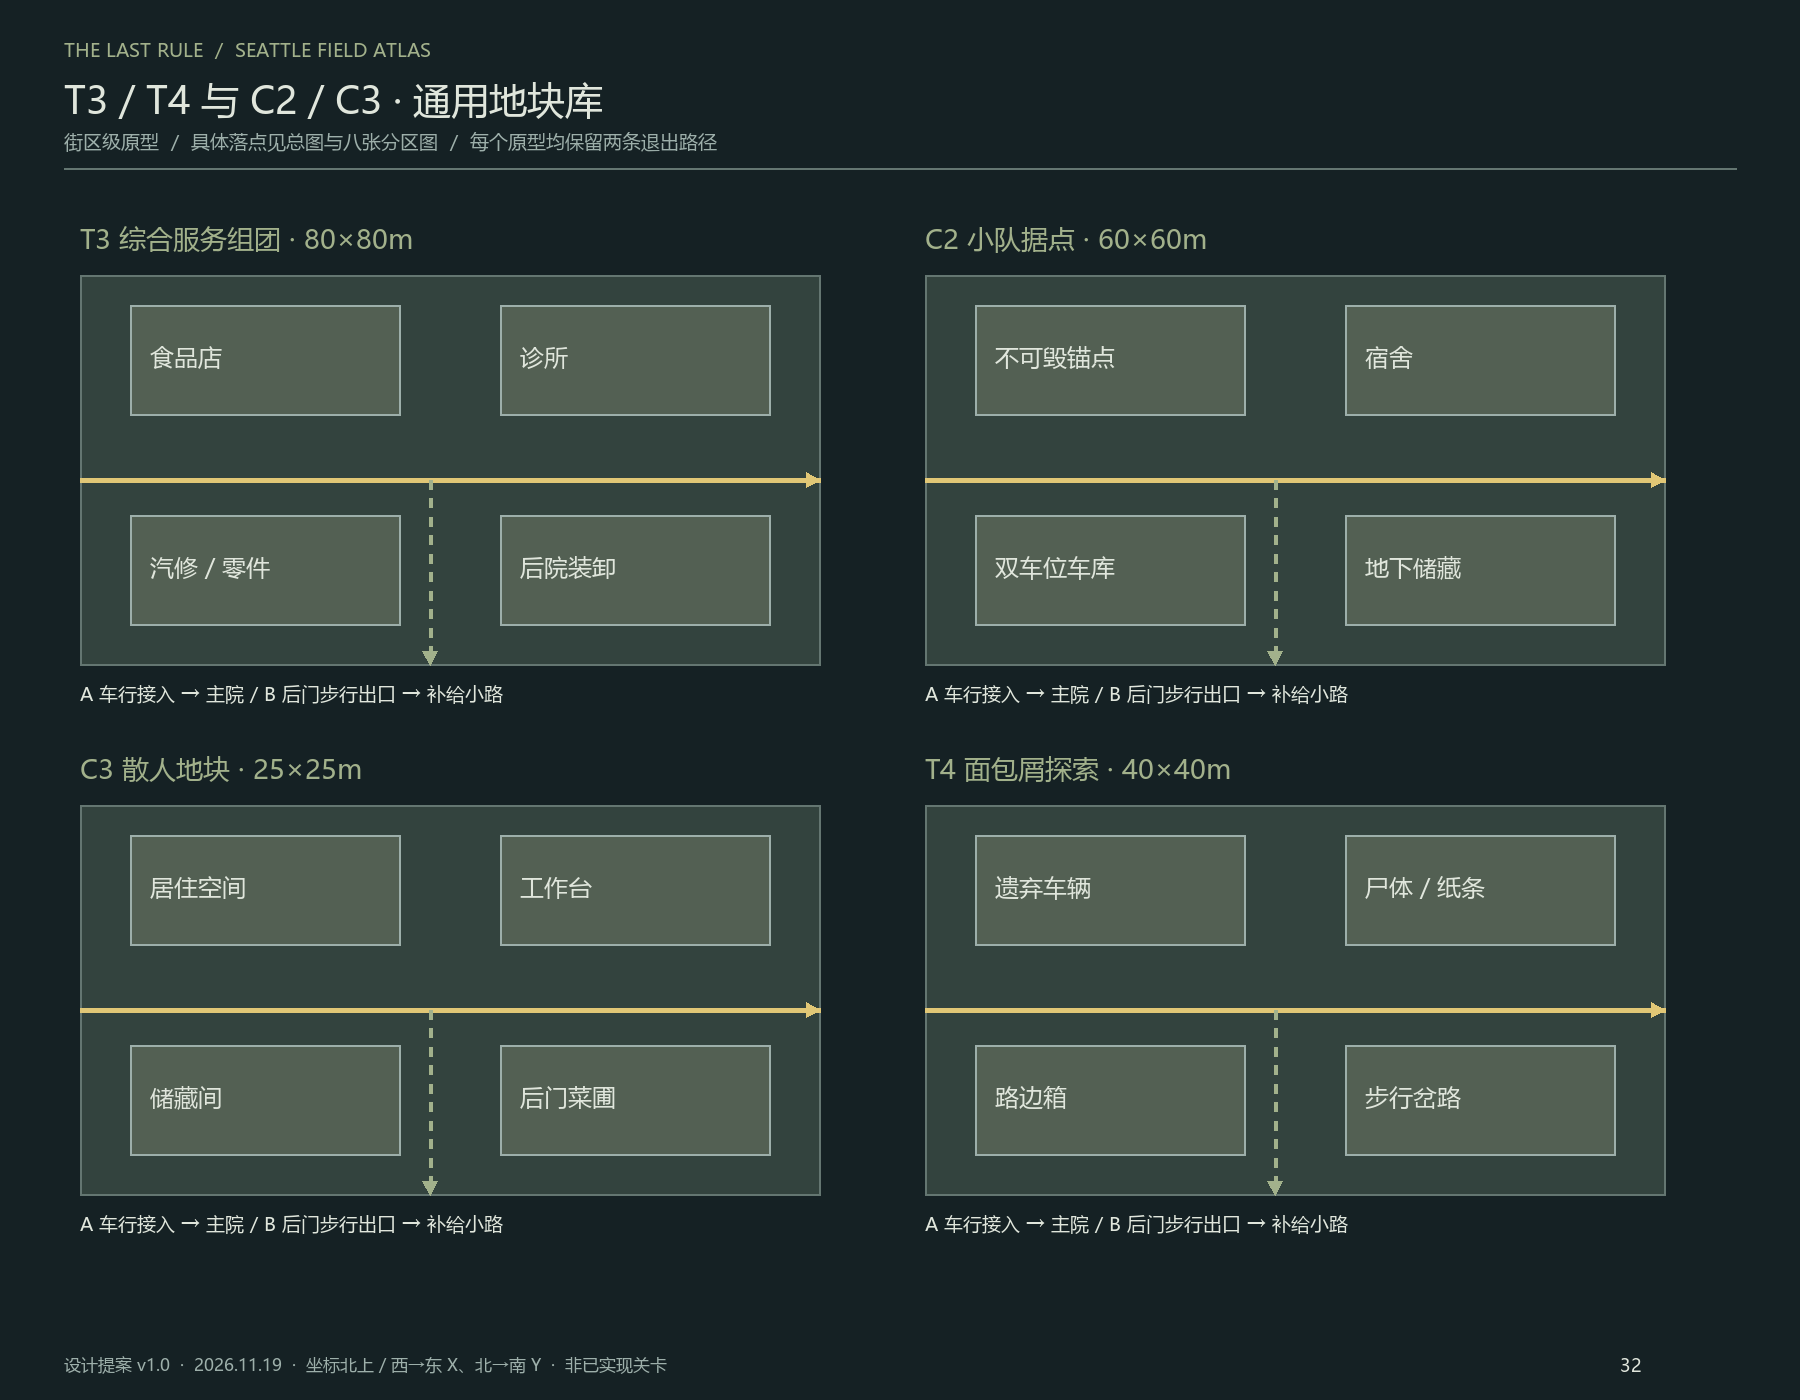 THE LAST RULE / SEATTLE FIELD ATLAS
T3 / T4 与 C2 / C3 · 通用地块库
街区级原型 / 具体落点见总图与八张分区图 / 每个原型均保留两条退出路径
T3 综合服务组团 · 80×80m
食品店
诊所
汽修 / 零件
后院装卸
A 车行接入 → 主院 / B 后门步行出口 → 补给小路
C2 小队据点 · 60×60m
不可毁锚点
宿舍
双车位车库
地下储藏
A 车行接入 → 主院 / B 后门步行出口 → 补给小路
C3 散人地块 · 25×25m
居住空间
工作台
储藏间
后门菜圃
A 车行接入 → 主院 / B 后门步行出口 → 补给小路
T4 面包屑探索 · 40×40m
遗弃车辆
尸体 / 纸条
路边箱
步行岔路
A 车行接入 → 主院 / B 后门步行出口 → 补给小路
设计提案 v1.0 · 2026.11.19 · 坐标北上 / 西→东 X、北→南 Y · 非已实现关卡
32